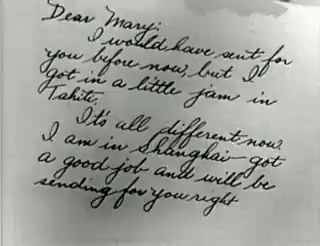 Dear Mary:
I would have sent for
you before now, but I
got in a little jam in
Tahiti.
It's all different now.
I am in Shanghai - got
a good job and will be
sending for you right